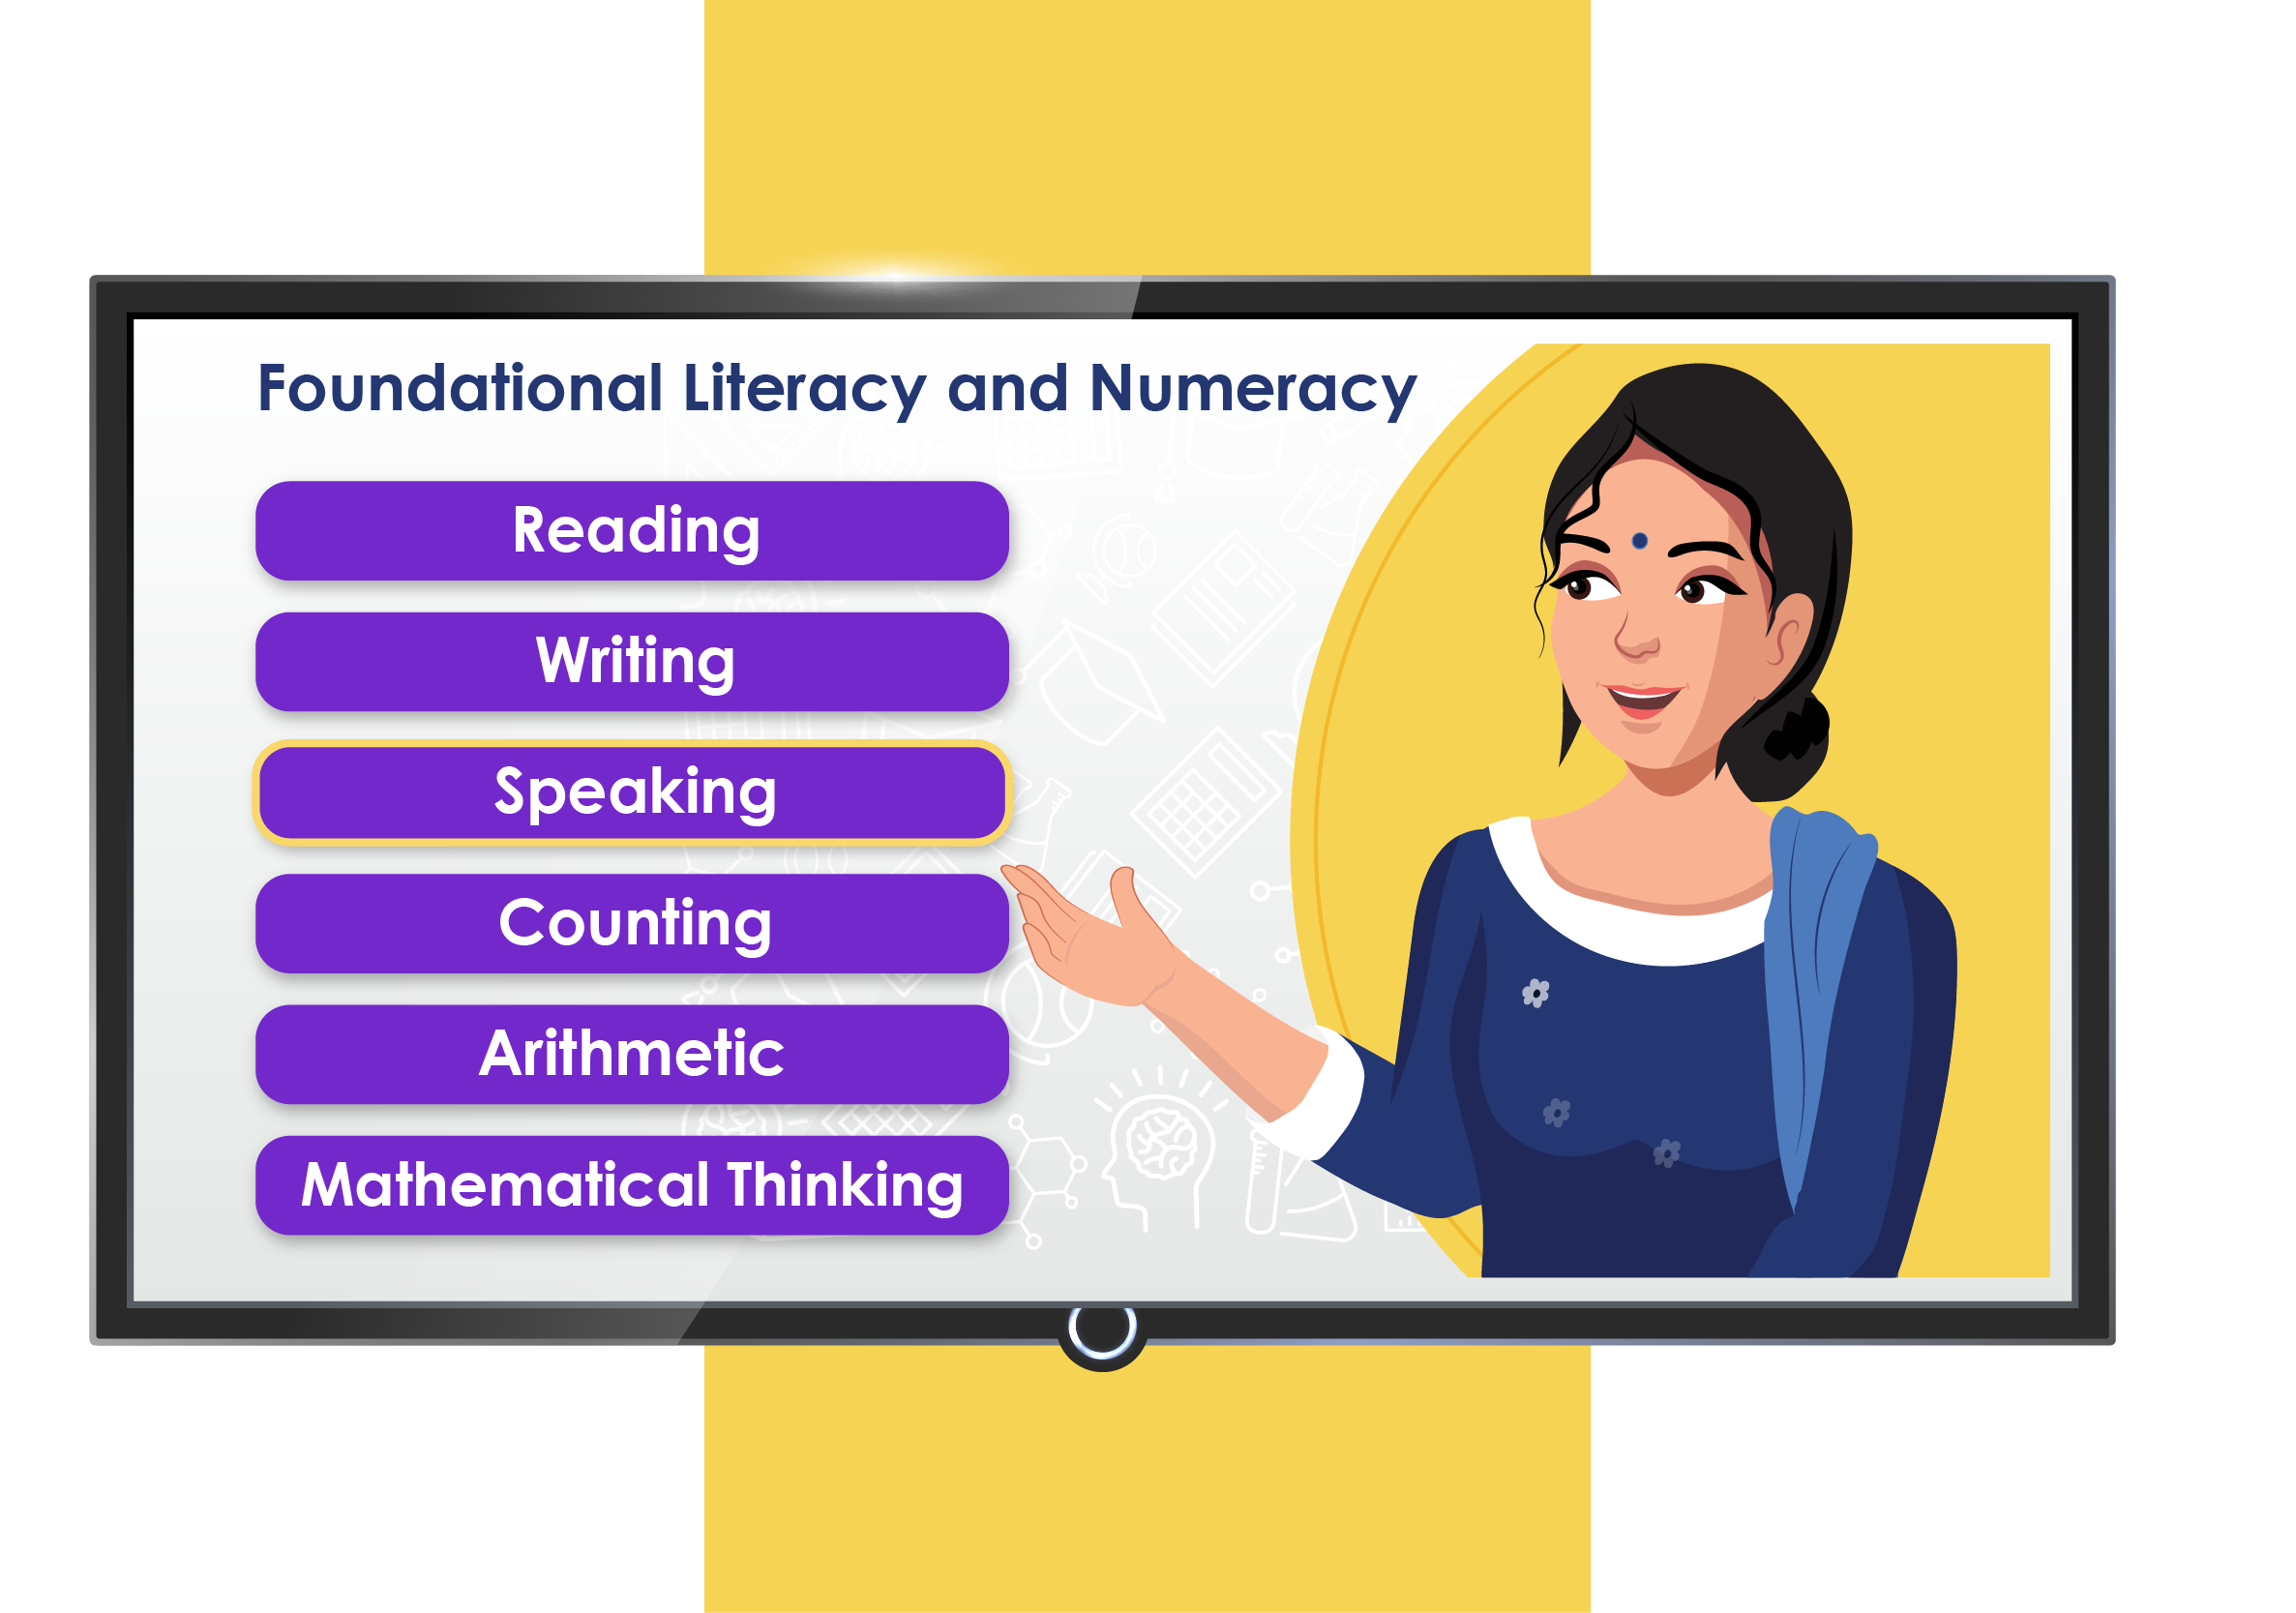 Foundational Literacy and Numeracy
Reading
Writing
Speaking
Counting
Arithmetic
Mathematical Thinking